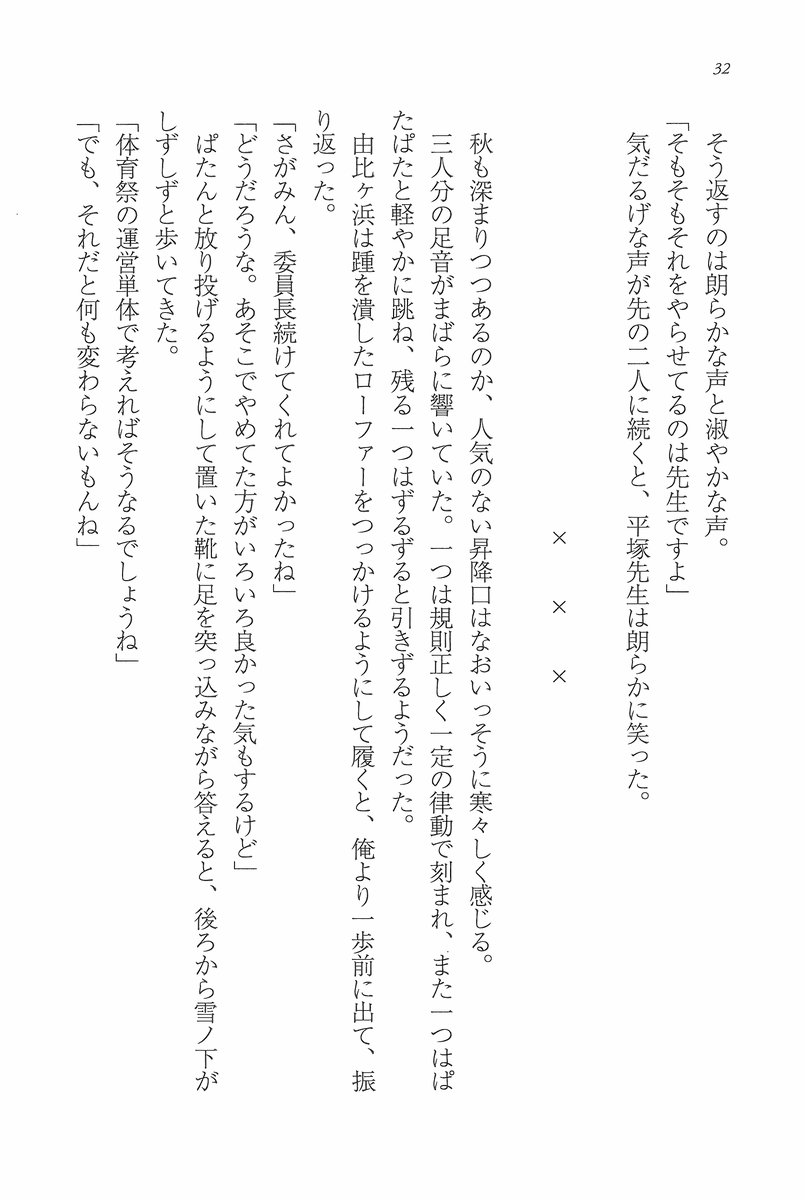 32
そう返すのは朗らかな声と淑やかな声。
「そもそもそれをやらせてるのは先生ですよ」
気だるげな声が先の二人に続くと、平塚先生は朗らかに笑った。
× × ×
秋も深まりつつあるのか、人気のない昇降口はなおいっそうに寒々しく感じる。
三人分の足音がまばらに響いていた。一つは規則正しく一定の律動で刻まれ、また一つはぱ
たぱたと軽やかに跳ね、残る一つはずるずると引きずるようだった。
由比ヶ浜は踵を潰したローファーをつっかけるようにして履くと、俺より一歩前に出て、振
り返った。
「さがみん、委員長続けてくれてよかったね」
「どうだろうな。あそこでやめてた方がいろいろ良かった気もするけど」
ぱたんと放り投げるようにして置いた靴に足を突っ込みながら答えると、後ろから雪ノ下が
しずしずと歩いてきた。
「体育祭の運営単体で考えればそうなるでしょうね」
「でも、それだと何も変わらないもんね」